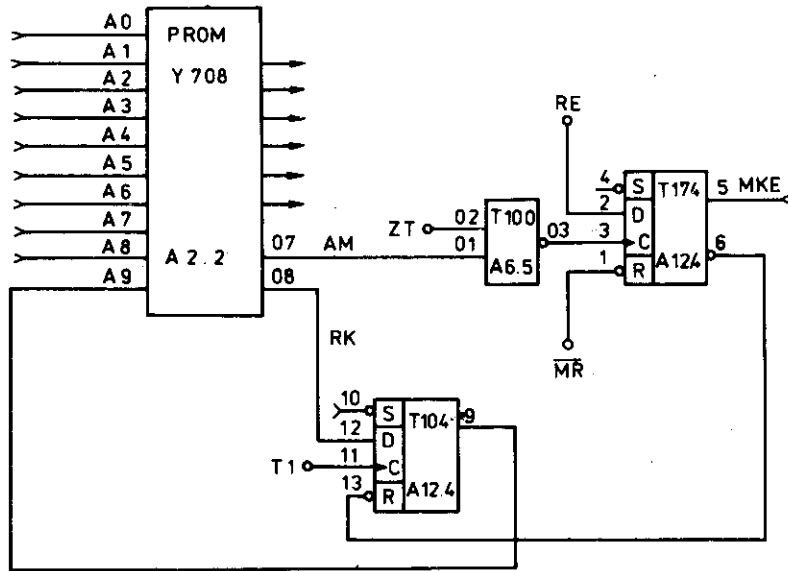 A0
PROM
A1
Y708
A2
A3
A4
A5
A6
A7
A8
A2.2
A9
07
AM
08
RK
RE
ZT
02
01
T100
A6.5
03
4
S
T174
5
MKE
2
D
3
C
1
R
A124
6
MR
10
S
T104
9
12
D
T1
11
C
13
R
A12.4